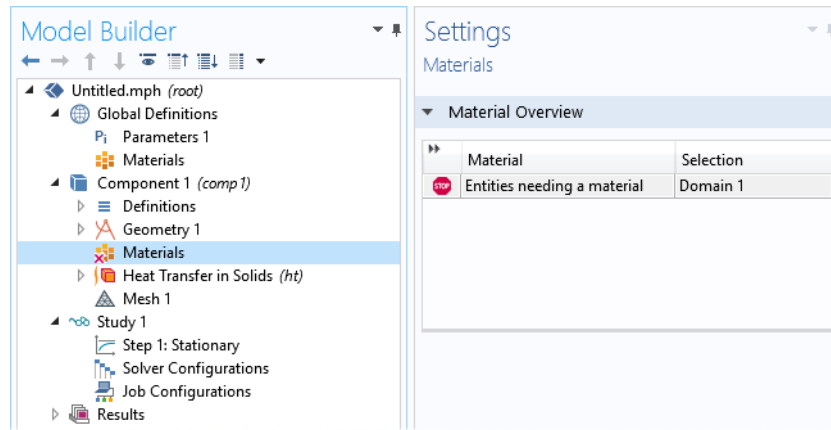 Model Builder
Untitled.mph (root)
Global Definitions
Pi Parameters 1
Materials
Component 1 (comp1)
Definitions
Geometry 1
Materials
Heat Transfer in Solids (ht)
Mesh 1
Study 1
Step 1: Stationary
Solver Configurations
Job Configurations
Results
Settings
Materials
Material Overview
Material Selection
STOP Entities needing a material Domain 1